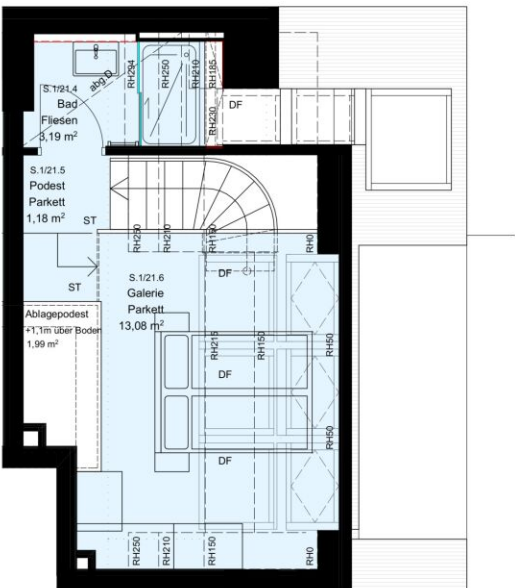 S.1/21.4
Bad
Fliesen
3,19 m²
abg.D
RH294
RH250
RH210
RH185
RH230
DF
S.1/21.5
Podest
Parkett
1,18 m²
ST
ST
RH250
RH210
RH150
RH0
DF
S.1/21.6
Galerie
Parkett
13,08 m²
Ablagepodest
+1,1m über Boden
1,99 m²
RH215
RH150
RH50
DF
RH50
DF
RH250
RH210
RH150
RH0